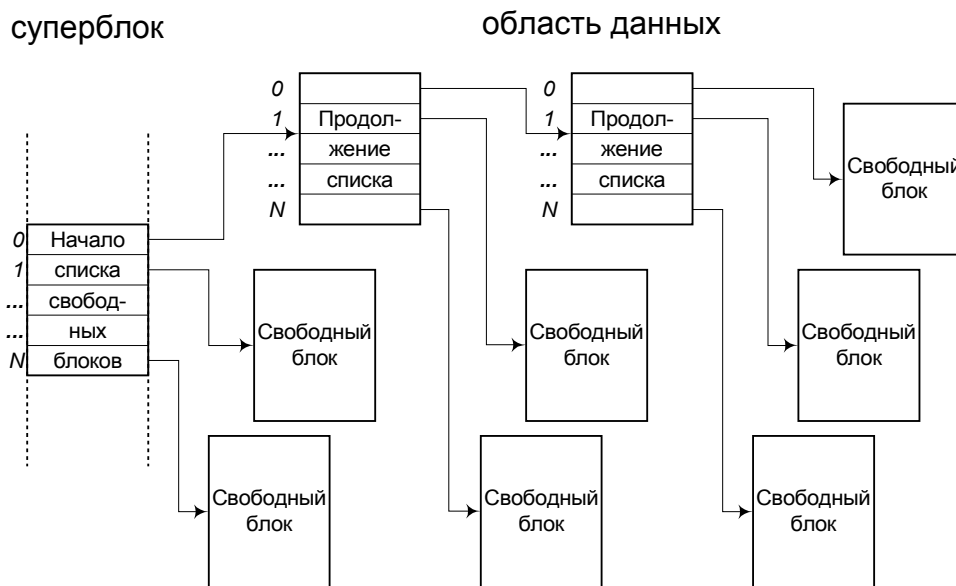 суперблок
область данных
0
1
...
...
N
Продол-
жение
списка
0
1
...
...
N
Продол-
жение
списка
Свободный
блок
0
1
...
...
N
Начало
списка
свобод-
ных
блоков
Свободный
блок
Свободный
блок
Свободный
блок
Свободный
блок
Свободный
блок
Свободный
блок